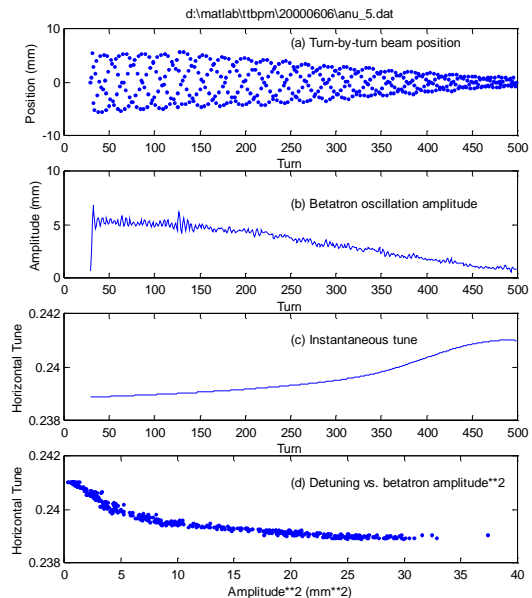 d:\matlab\ttbpm\20000606\anu_5.dat
10
0
-10
Position (mm)
(a) Turn-by-turn beam position
0 50 100 150 200 250 300 350 400 450 500
Turn
10
5
0
Amplitude (mm)
(b) Betatron oscillation amplitude
0 50 100 150 200 250 300 350 400 450 500
Turn
0.242
0.24
0.238
Horizontal Tune
(c) Instantaneous tune
0 50 100 150 200 250 300 350 400 450 500
Turn
0.242
0.24
0.238
Horizontal Tune
(d) Detuning vs. betatron amplitude**2
0 5 10 15 20 25 30 35 40
Amplitude**2 (mm**2)